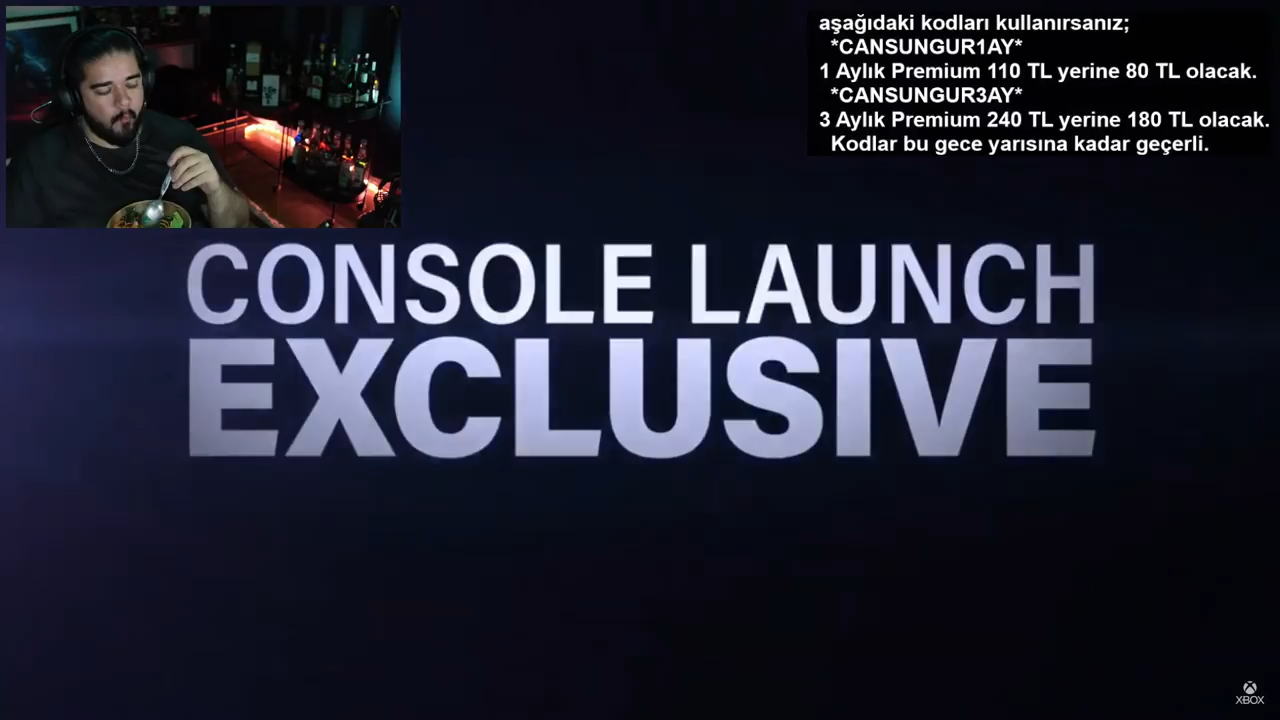 aşağıdaki kodları kullanırsanız;
*CANSUNGUR1AY*
1 Aylık Premium 110 TL yerine 80 TL olacak.
*CANSUNGUR3AY*
3 Aylık Premium 240 TL yerine 180 TL olacak.
Kodlar bu gece yarısına kadar geçerli.
CONSOLE LAUNCH
EXCLUSIVE
XBOX